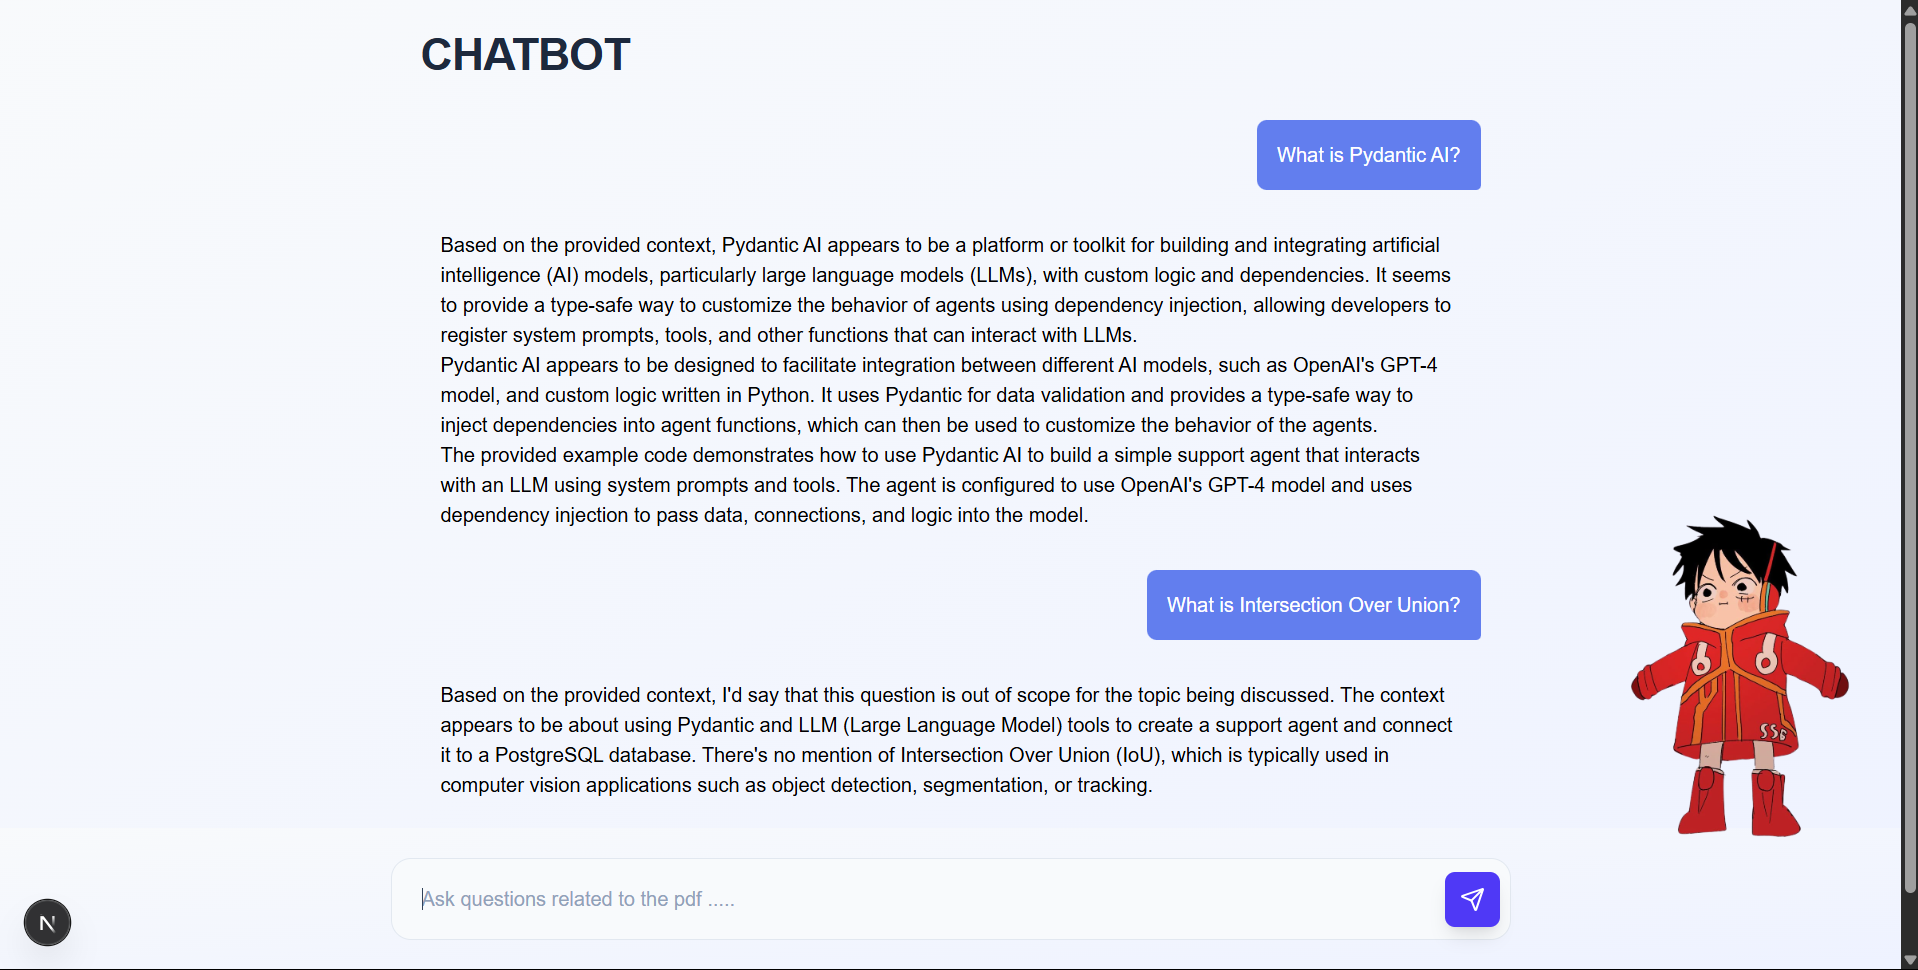 CHATBOT
What is Pydantic AI?
Based on the provided context, Pydantic AI appears to be a platform or toolkit for building and integrating artificial
intelligence (AI) models, particularly large language models (LLMs), with custom logic and dependencies. It seems
to provide a type-safe way to customize the behavior of agents using dependency injection, allowing developers to
register system prompts, tools, and other functions that can interact with LLMs.
Pydantic AI appears to be designed to facilitate integration between different AI models, such as OpenAI's GPT-4
model, and custom logic written in Python. It uses Pydantic for data validation and provides a type-safe way to
inject dependencies into agent functions, which can then be used to customize the behavior of the agents.
The provided example code demonstrates how to use Pydantic AI to build a simple support agent that interacts
with an LLM using system prompts and tools. The agent is configured to use OpenAI's GPT-4 model and uses
dependency injection to pass data, connections, and logic into the model.
What is Intersection Over Union?
Based on the provided context, I'd say that this question is out of scope for the topic being discussed. The context
appears to be about using Pydantic and LLM (Large Language Model) tools to create a support agent and connect
it to a PostgreSQL database. There's no mention of Intersection Over Union (IoU), which is typically used in
computer vision applications such as object detection, segmentation, or tracking.
SSG
Ask questions related to the pdf .....
N